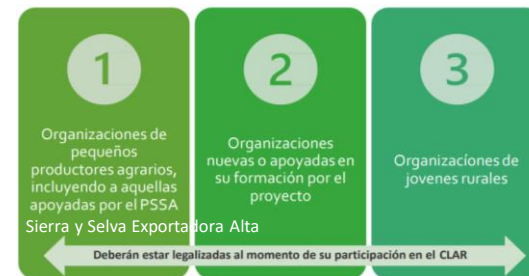 1
Organizaciones de
pequeños
productores agrarios,
incluyendo a aquellas
apoyadas por el PSSA
Sierra y Selva Exportadora Alta
2
Organizaciones
nuevas o apoyadas en
su formación por el
proyecto
3
Organizaciones de
jovenes rurales
Deberán estar legalizadas al momento de su participación en el CLAR